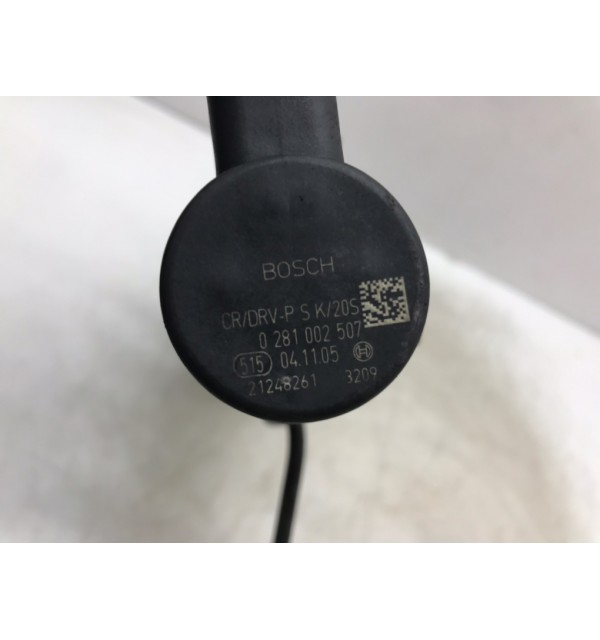 BOSCH
CR/DRV-P S K/20S
0 281 002 507
515 04.11.05
21248261 3209